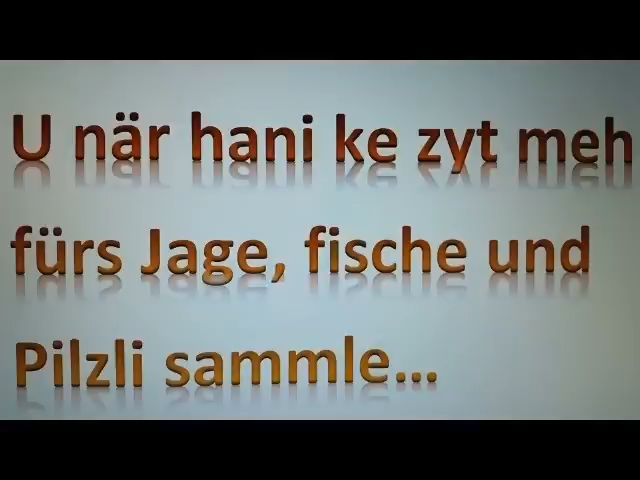 U när hani ke zyt meh
fürs Jage, fische und
Pilzli sammle...